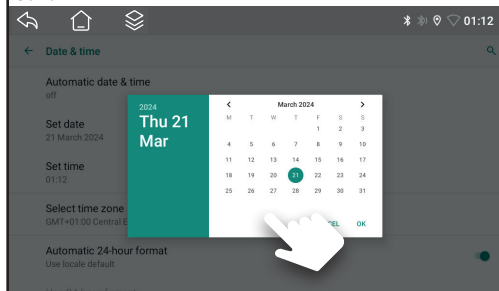 01:12
Date & time
Automatic date & time
off
Set date
21 March 2024
Set time
01:12
Select time zone
GMT+01:00 Central E
Automatic 24-hour format
Use locale default
2024
Thu 21
Mar
March 2024
M T W T F S S
1 2 3
4 5 6 7 8 9 10
11 12 13 14 15 16 17
18 19 20 21 22 23 24
25 26 27 28 29 30 31
CEL OK